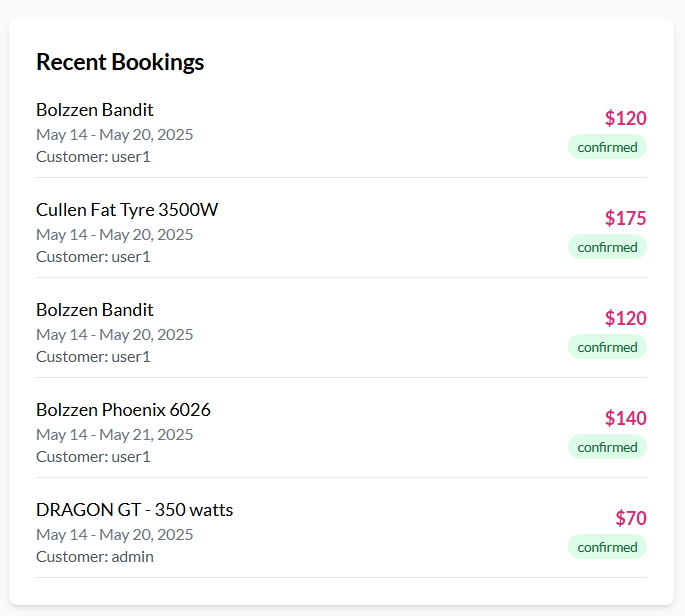 Recent Bookings
Bolzzen Bandit
$120
May 14 - May 20, 2025
confirmed
Customer: user1
Cullen Fat Tyre 3500W
$175
May 14 - May 20, 2025
confirmed
Customer: user1
Bolzzen Bandit
$120
May 14 - May 20, 2025
confirmed
Customer: user1
Bolzzen Phoenix 6026
$140
May 14 - May 21, 2025
confirmed
Customer: user1
DRAGON GT - 350 watts
$70
May 14 - May 20, 2025
confirmed
Customer: admin